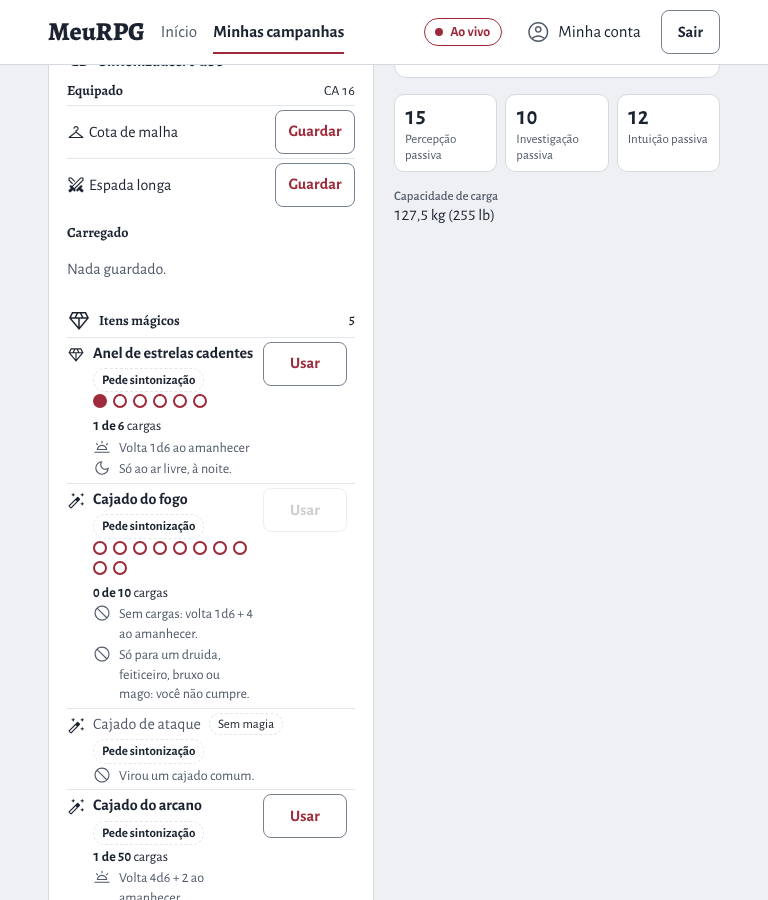 MeuRPG
Início
Minhas campanhas
Ao vivo
Minha conta
Sair
Equipado
CA 16
Cota de malha
Guardar
Espada longa
Guardar
Carregado
Nada guardado.
Itens mágicos
5
Anel de estrelas cadentes
Usar
Pede sintonização
1 de 6 cargas
Volta 1d6 ao amanhecer
Só ao ar livre, à noite.
Cajado do fogo
Usar
Pede sintonização
0 de 10 cargas
Sem cargas: volta 1d6 + 4
ao amanhecer.
Só para um druida,
feiticeiro, bruxo ou
mago: você não cumpre.
Cajado de ataque
Sem magia
Pede sintonização
Virou um cajado comum.
Cajado do arcano
Usar
Pede sintonização
1 de 50 cargas
Volta 4d6 + 2 ao
amanhecer
15
Percepção
passiva
10
Investigação
passiva
12
Intuição passiva
Capacidade de carga
127,5 kg (255 lb)